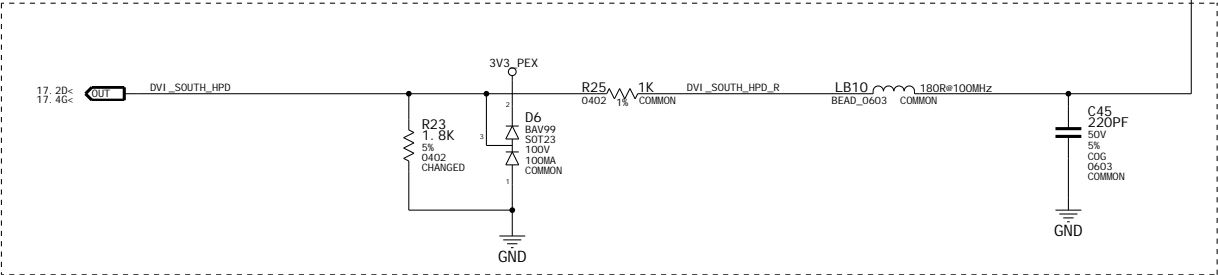 3V3_PEX
17.2D<
17.4G<
OUT
DVI_SOUTH_HPD
R25
1K
0402
1%
COMMON
DVI_SOUTH_HPD_R
LB10
180R@100MHz
BEAD_0603
COMMON
R23
1.8K
5%
0402
CHANGED
2
3
1
D6
BAV99
SOT23
100V
100MA
COMMON
C45
220PF
50V
5%
COG
0603
COMMON
GND
GND